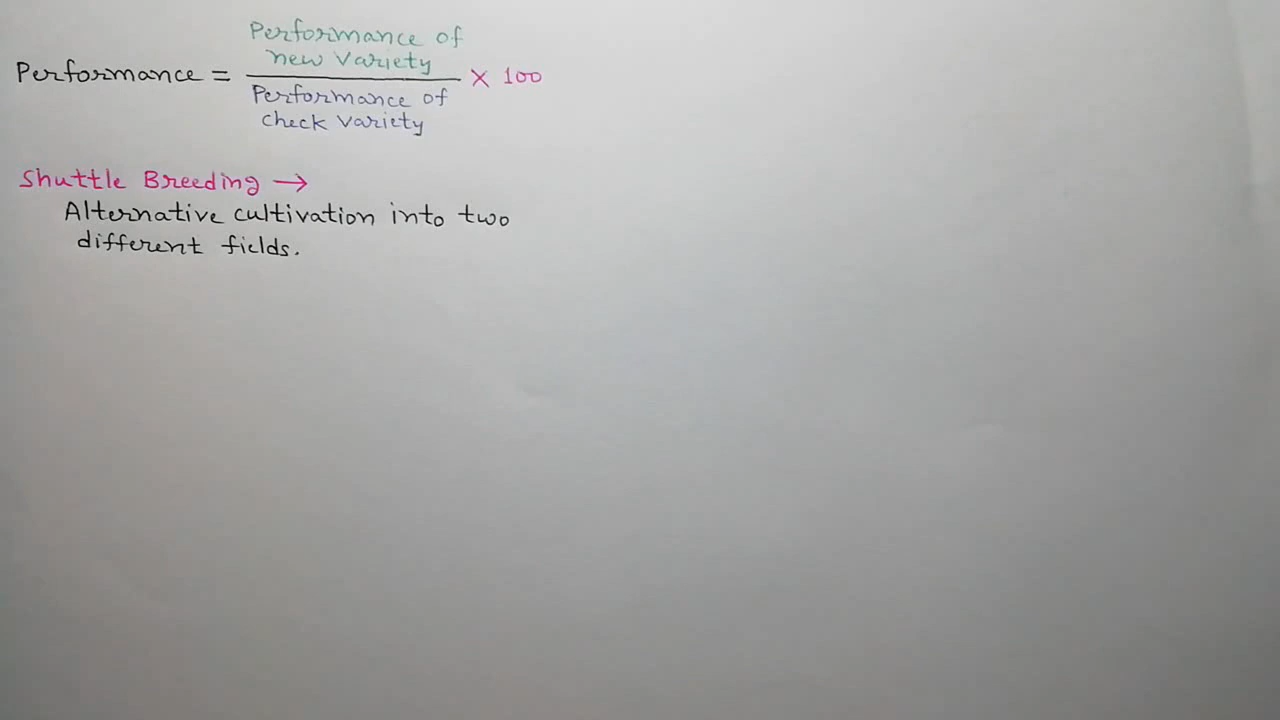 Performance = Performance of new variety / Performance of check variety × 100
Shuttle Breeding →
Alternative cultivation into two
different fields.